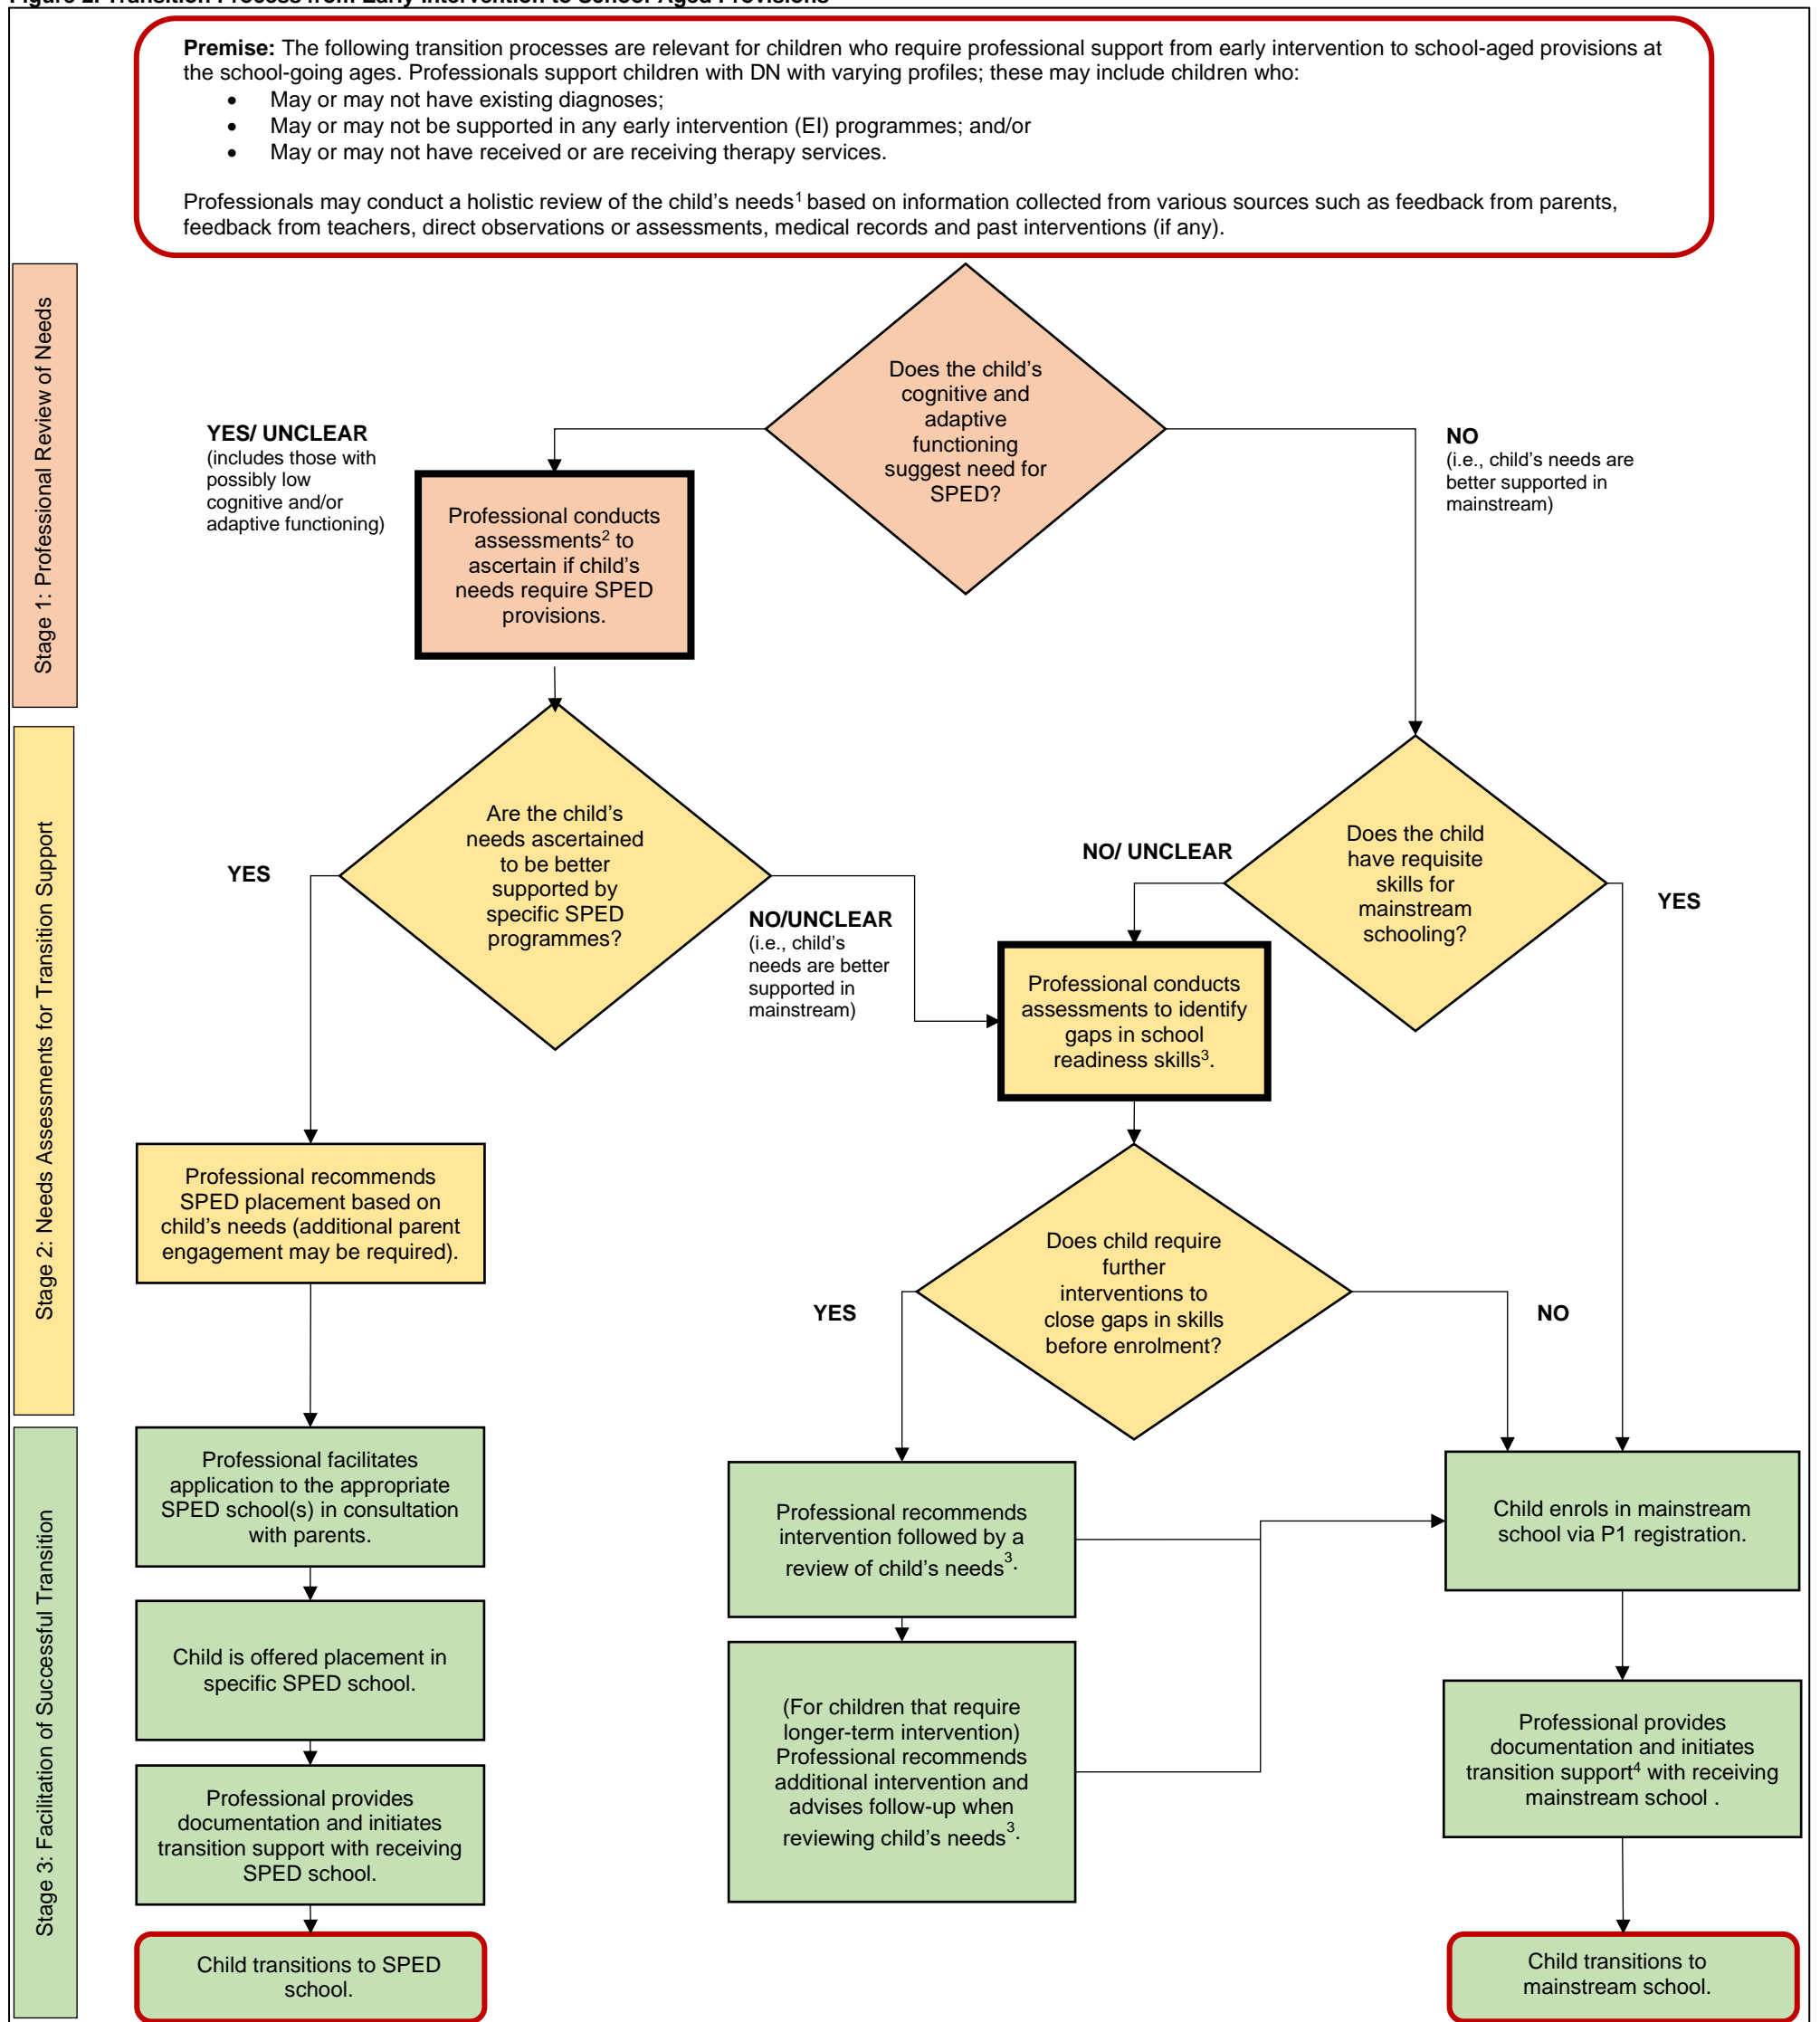 Figure 2. Transition Process from Early Intervention to School-Aged Provisions
Premise: The following transition processes are relevant for children who require professional support from early intervention to school-aged provisions at
the school-going ages. Professionals support children with DN with varying profiles; these may include children who:
• May or may not have existing diagnoses;
• May or may not be supported in any early intervention (EI) programmes; and/or
• May or may not have received or are receiving therapy services.
Professionals may conduct a holistic review of the child's needs¹ based on information collected from various sources such as feedback from parents,
feedback from teachers, direct observations or assessments, medical records and past interventions (if any).
Stage 1: Professional Review of Needs
Does the child's
cognitive and
adaptive
functioning
suggest need for
SPED?
YES/ UNCLEAR
(includes those with
possibly low
cognitive and/or
adaptive functioning)
NO
(i.e., child's needs are
better supported in
mainstream)
Professional conducts
assessments² to
ascertain if child's
needs require SPED
provisions.
Stage 2: Needs Assessments for Transition Support
Are the child's
needs ascertained
to be better
supported by
specific SPED
programmes?
YES
NO/UNCLEAR
(i.e., child's
needs are better
supported in
mainstream)
Does the child
have requisite
skills for
mainstream
schooling?
NO/ UNCLEAR
YES
Professional conducts
assessments to identify
gaps in school
readiness skills³.
Professional recommends
SPED placement based on
child's needs (additional parent
engagement may be required).
Does child require
further
interventions to
close gaps in skills
before enrolment?
YES
NO
Stage 3: Facilitation of Successful Transition
Professional facilitates
application to the appropriate
SPED school(s) in consultation
with parents.
Child is offered placement in
specific SPED school.
Professional provides
documentation and initiates
transition support with receiving
SPED school.
Child transitions to SPED
school.
Professional recommends
intervention followed by a
review of child's needs³.
(For children that require
longer-term intervention)
Professional recommends
additional intervention and
advises follow-up when
reviewing child's needs³.
Child enrols in mainstream
school via P1 registration.
Professional provides
documentation and initiates
transition support⁴ with receiving
mainstream school .
Child transitions to
mainstream school.